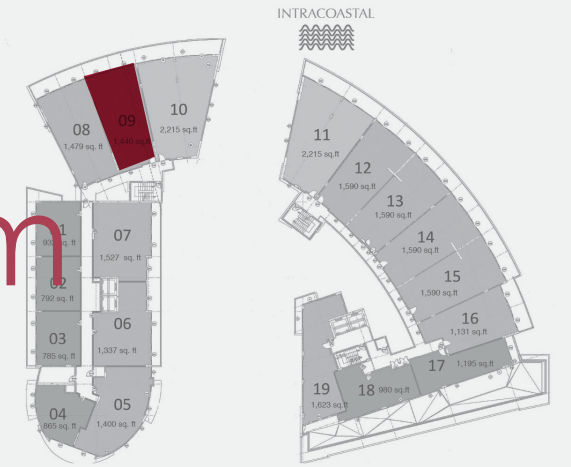 INTRACOASTAL
08
1,479 sq. ft
09
1,440 sq.ft
10
2,215 sq.ft
11
2,215 sq.ft
12
1,590 sq.ft
13
1,590 sq.ft
14
1,590 sq.ft
15
1,590 sq.ft
16
1,131 sq.ft
17
1,195 sq.ft
18 980 sq.ft
19
1,623 sq.ft
07
1,527 sq. ft
m
02
792 sq. ft
06
1,337 sq. ft
03
785 sq. ft
04
865 sq. ft
05
1,400 sq. ft